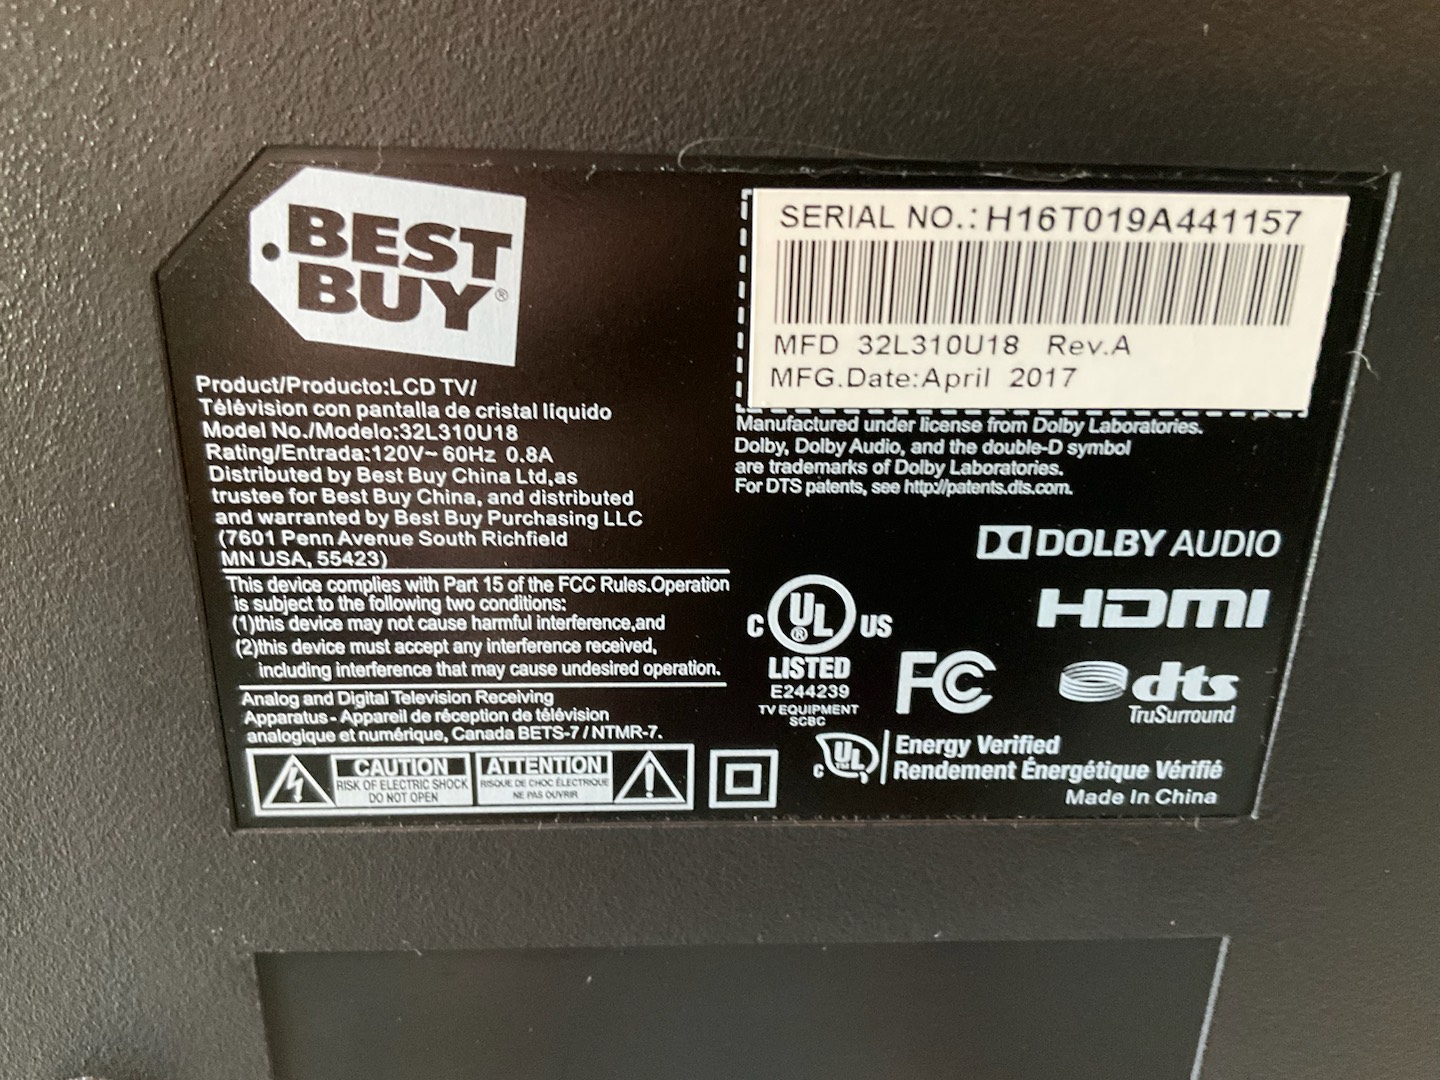 BEST
BUY®
Product/Producto:LCD TV/
Télévision con pantalla de cristal líquido
Model No./Modelo:32L310U18
Rating/Entrada:120V~ 60Hz 0.8A
Distributed by Best Buy China Ltd,as
trustee for Best Buy China, and distributed
and warranted by Best Buy Purchasing LLC
(7601 Penn Avenue South Richfield
MN USA, 55423)
This device complies with Part 15 of the FCC Rules.Operation
is subject to the following two conditions:
(1)this device may not cause harmful interference,and
(2)this device must accept any interference received,
including interference that may cause undesired operation.
Analog and Digital Television Receiving
Apparatus - Appareil de réception de télévision
analogique et numérique, Canada BETS-7 / NTMR-7.
CAUTION
RISK OF ELECTRIC SHOCK
DO NOT OPEN
ATTENTION
RISQUE DE CHOC ÉLECTRIQUE
NE PAS OUVRIR
SERIAL NO.: H16T019A441157
MFD 32L310U18 Rev.A
MFG.Date:April 2017
Manufactured under license from Dolby Laboratories.
Dolby, Dolby Audio, and the double-D symbol
are trademarks of Dolby Laboratories.
For DTS patents, see http://patents.dts.com.
DOLBY AUDIO
HDMI
C UL® US
LISTED
E244239
TV EQUIPMENT
SCBC
FC
dts
TruSurround
C UL™
Energy Verified
Rendement Énergétique Vérifié
Made In China